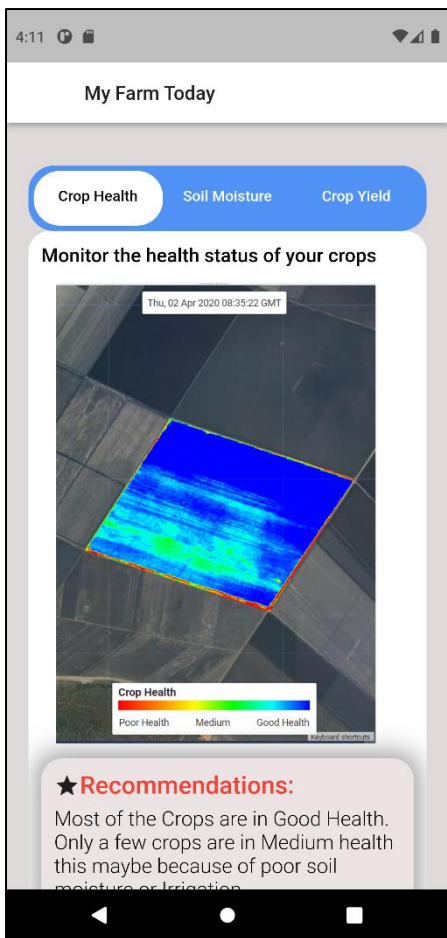 4:11
My Farm Today
Crop Health Soil Moisture Crop Yield
Monitor the health status of your crops
Thu, 02 Apr 2020 08:35:22 GMT
Crop Health
Poor Health Medium Good Health
Keyboard shortcuts
Recommendations:
Most of the Crops are in Good Health.
Only a few crops are in Medium health
this maybe because of poor soil
moisture or Irrigation